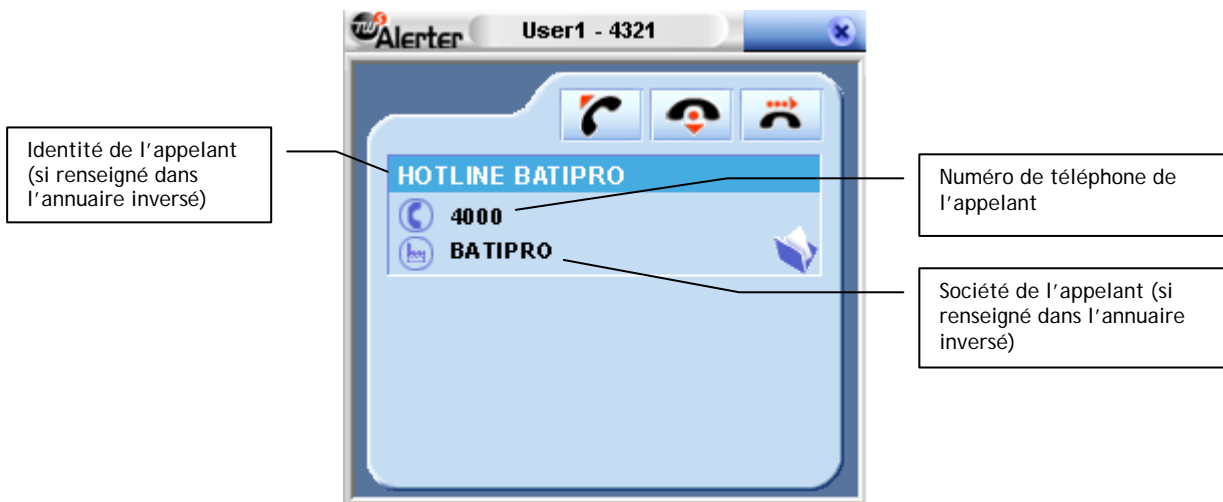 TWS Alerter User1 - 4321
Identité de l'appelant
(si renseigné dans
l'annuaire inversé)
HOTLINE BATIPRO
4000
BATIPRO
Numéro de téléphone de
l'appelant
Société de l'appelant (si
renseigné dans l'annuaire
inversé)